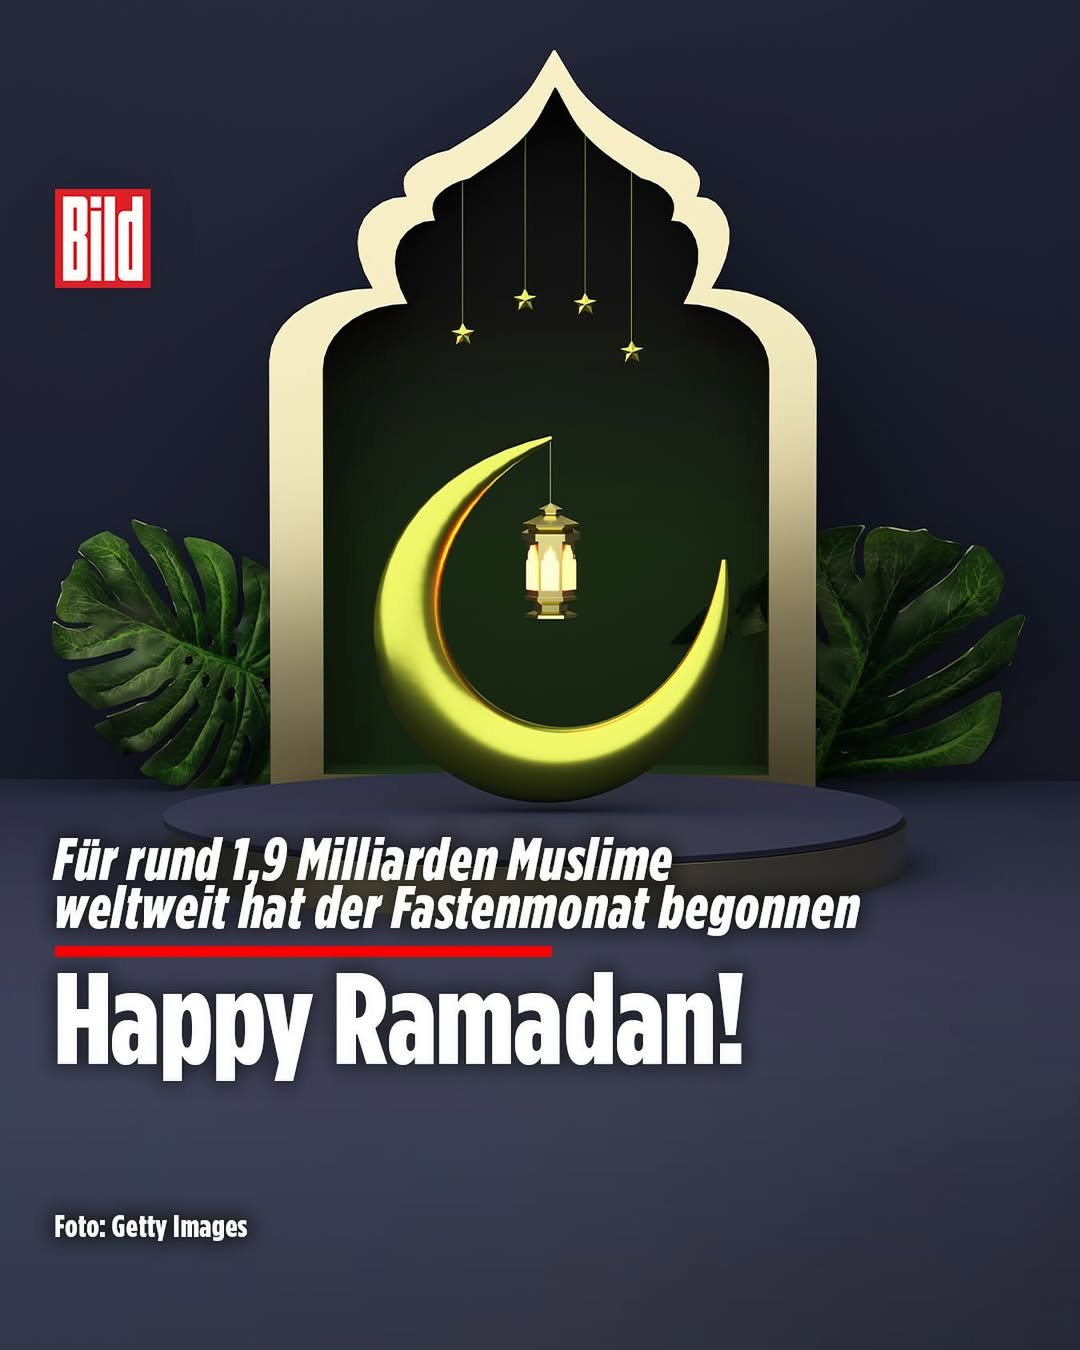 Bild
Für rund 1,9 Milliarden Muslime
weltweit hat der Fastenmonat begonnen
Happy Ramadan!
Foto: Getty Images